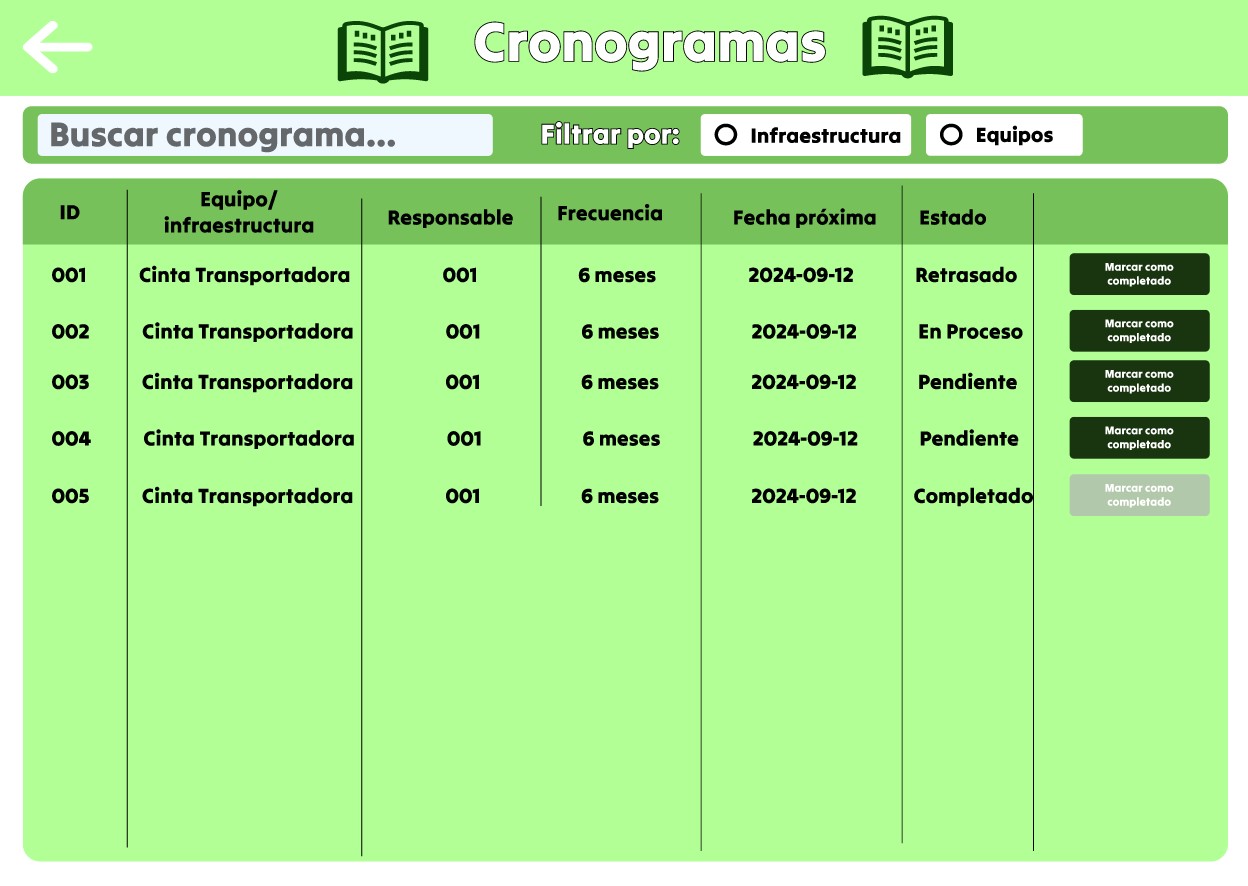 Cronogramas
Buscar cronograma... Filtrar por: Infraestructura Equipos
ID Equipo/ infraestructura Responsable Frecuencia Fecha próxima Estado
001 Cinta Transportadora 001 6 meses 2024-09-12 Retrasado Marcar como completado
002 Cinta Transportadora 001 6 meses 2024-09-12 En Proceso Marcar como completado
003 Cinta Transportadora 001 6 meses 2024-09-12 Pendiente Marcar como completado
004 Cinta Transportadora 001 6 meses 2024-09-12 Pendiente Marcar como completado
005 Cinta Transportadora 001 6 meses 2024-09-12 Completado Marcar como completado